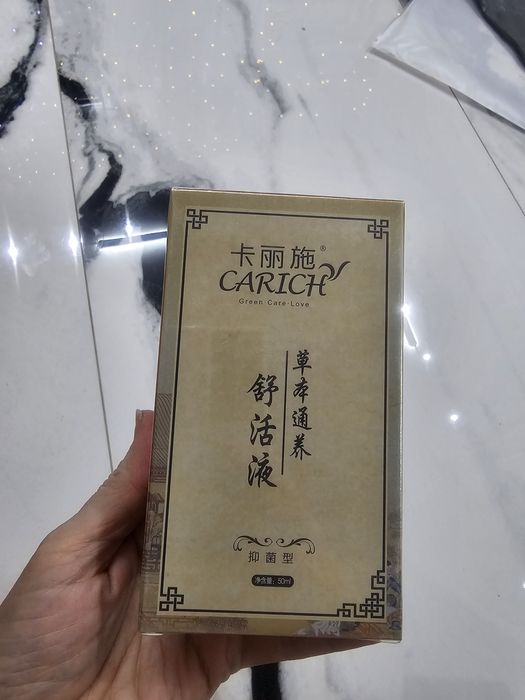 卡丽施®
CARICH
Green Care·Love
草本通养
舒活液
抑菌型
净含量：50ml